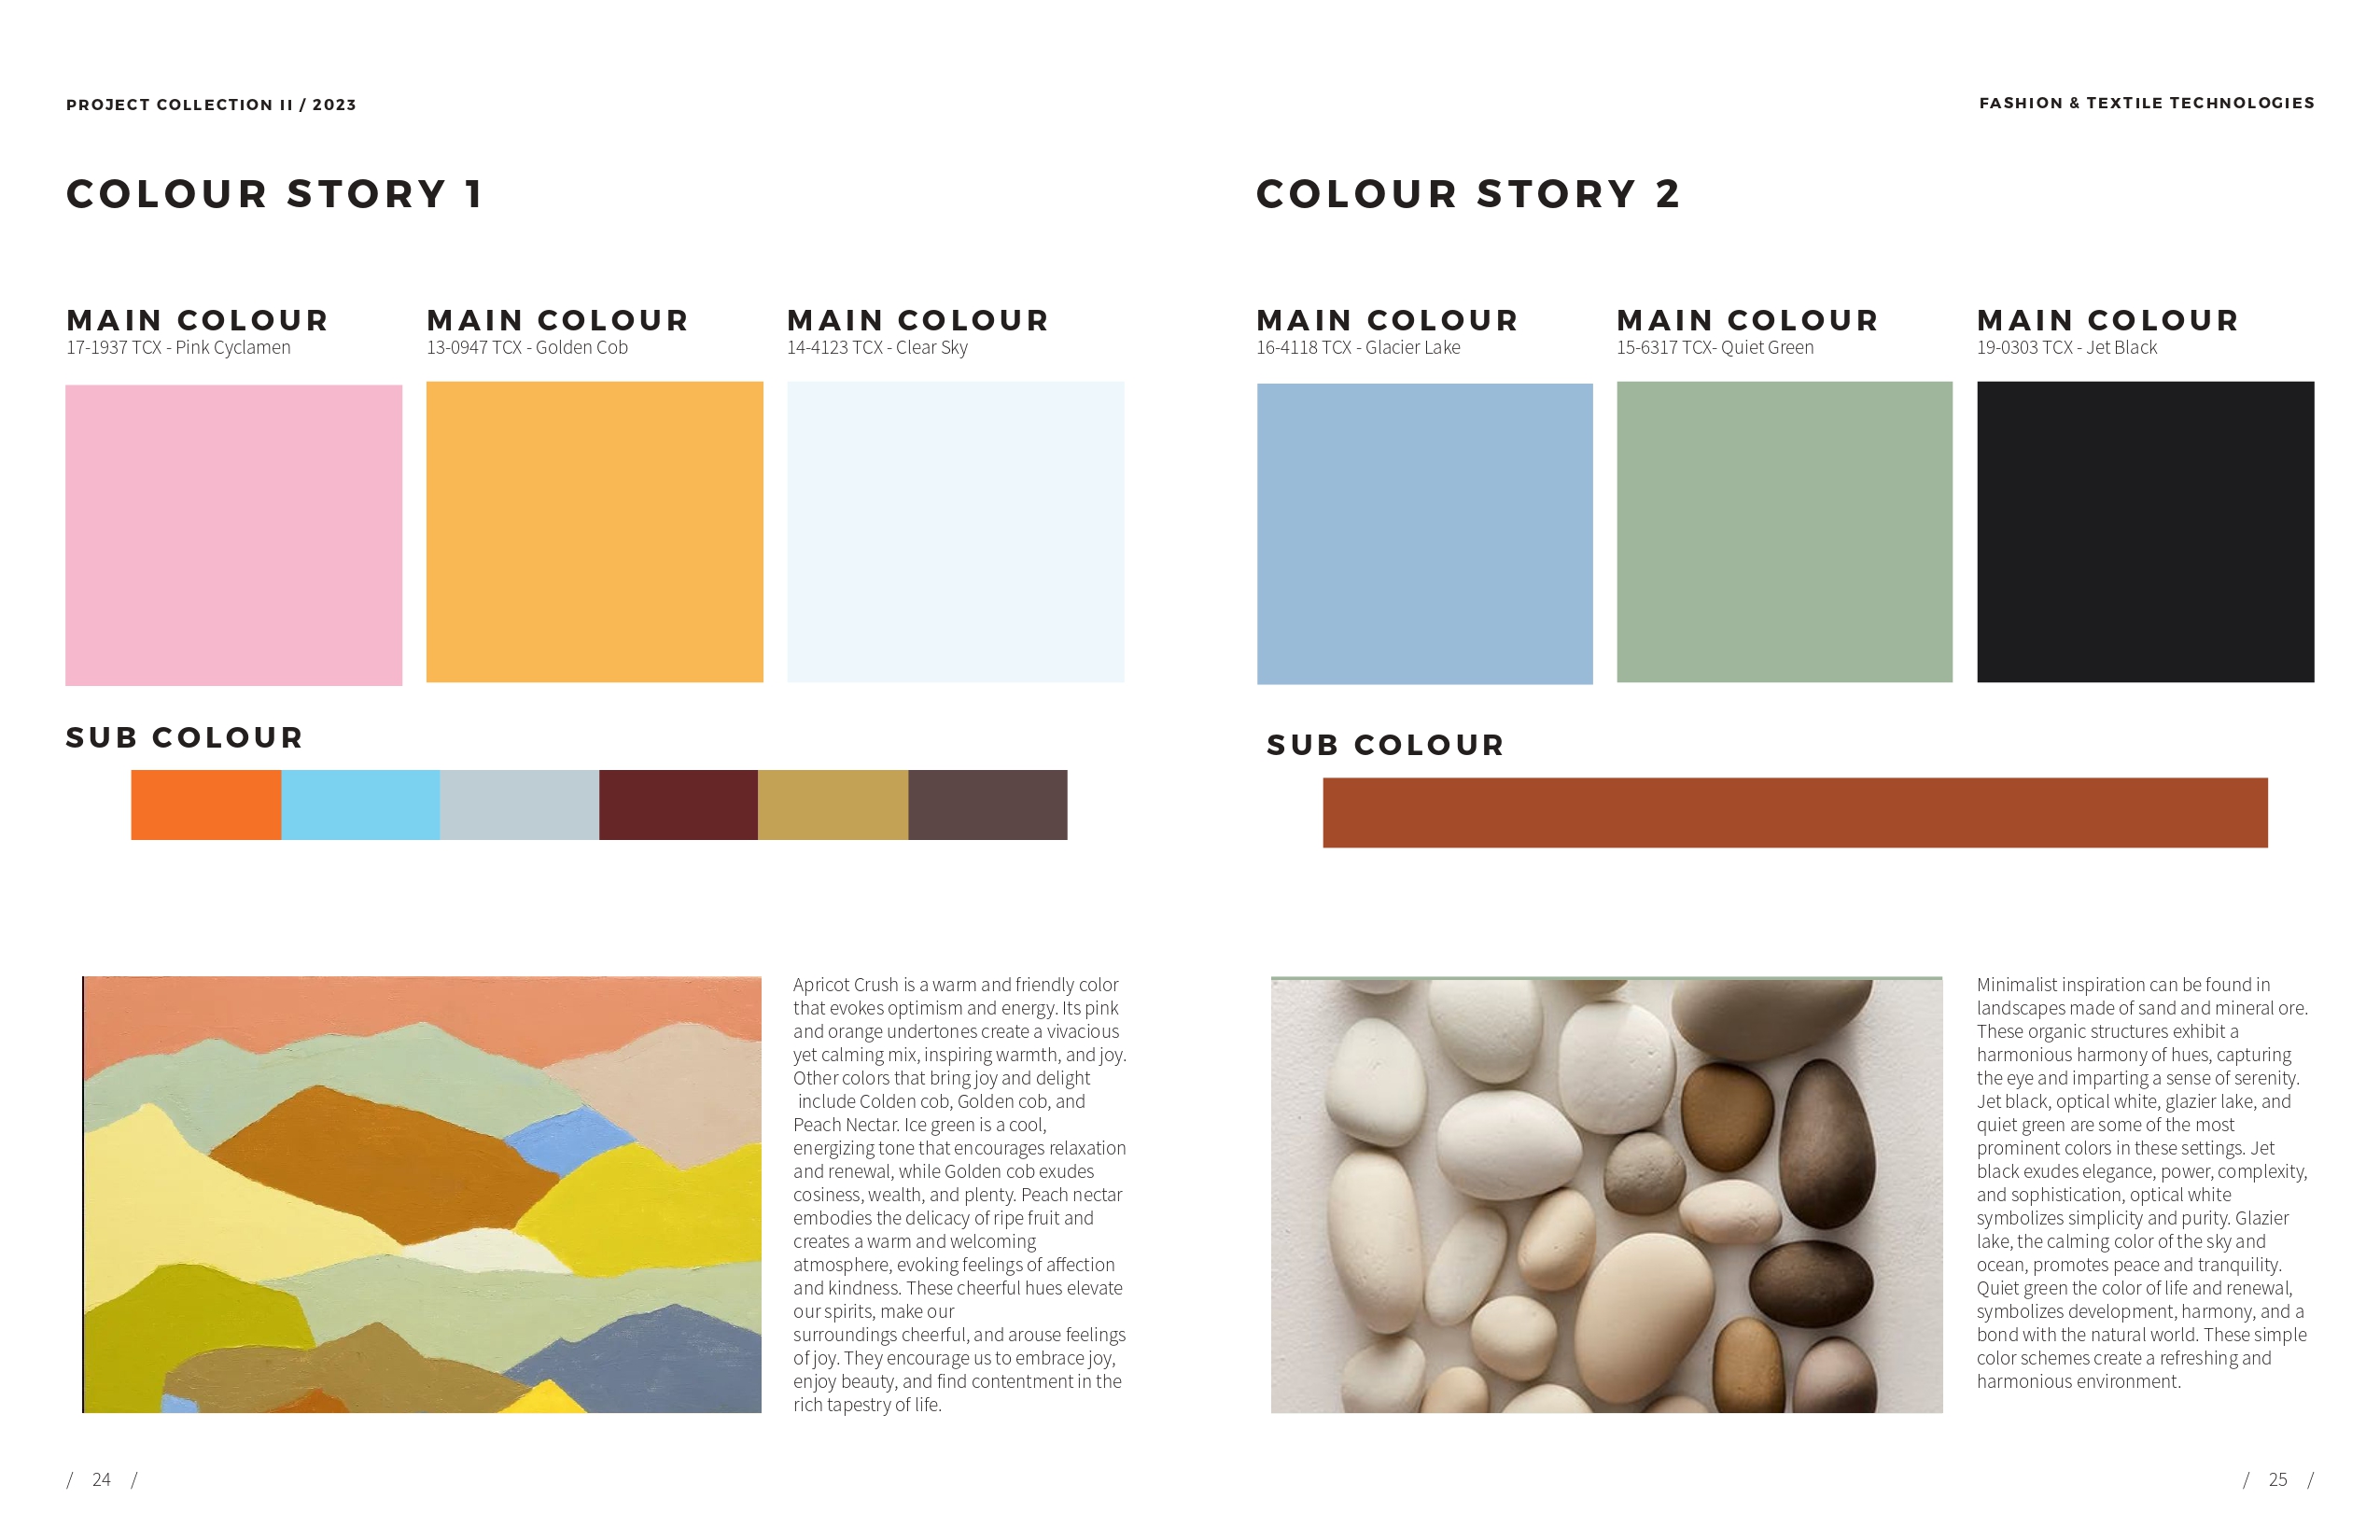 PROJECT COLLECTION II / 2023
FASHION & TEXTILE TECHNOLOGIES
COLOUR STORY 1
MAIN COLOUR
17-1937 TCX - Pink Cyclamen
MAIN COLOUR
13-0947 TCX - Golden Cob
MAIN COLOUR
14-4123 TCX - Clear Sky
SUB COLOUR
Apricot Crush is a warm and friendly color
that evokes optimism and energy. Its pink
and orange undertones create a vivacious
yet calming mix, inspiring warmth, and joy.
Other colors that bring joy and delight
include Colden cob, Golden cob, and
Peach Nectar. Ice green is a cool,
energizing tone that encourages relaxation
and renewal, while Golden cob exudes
cosiness, wealth, and plenty. Peach nectar
embodies the delicacy of ripe fruit and
creates a warm and welcoming
atmosphere, evoking feelings of affection
and kindness. These cheerful hues elevate
our spirits, make our
surroundings cheerful, and arouse feelings
of joy. They encourage us to embrace joy,
enjoy beauty, and find contentment in the
rich tapestry of life.
/ 24 /
COLOUR STORY 2
MAIN COLOUR
16-4118 TCX - Glacier Lake
MAIN COLOUR
15-6317 TCX- Quiet Green
MAIN COLOUR
19-0303 TCX - Jet Black
SUB COLOUR
Minimalist inspiration can be found in
landscapes made of sand and mineral ore.
These organic structures exhibit a
harmonious harmony of hues, capturing
the eye and imparting a sense of serenity.
Jet black, optical white, glazier lake, and
quiet green are some of the most
prominent colors in these settings. Jet
black exudes elegance, power, complexity,
and sophistication, optical white
symbolizes simplicity and purity. Glazier
lake, the calming color of the sky and
ocean, promotes peace and tranquility.
Quiet green the color of life and renewal,
symbolizes development, harmony, and a
bond with the natural world. These simple
color schemes create a refreshing and
harmonious environment.
/ 25 /